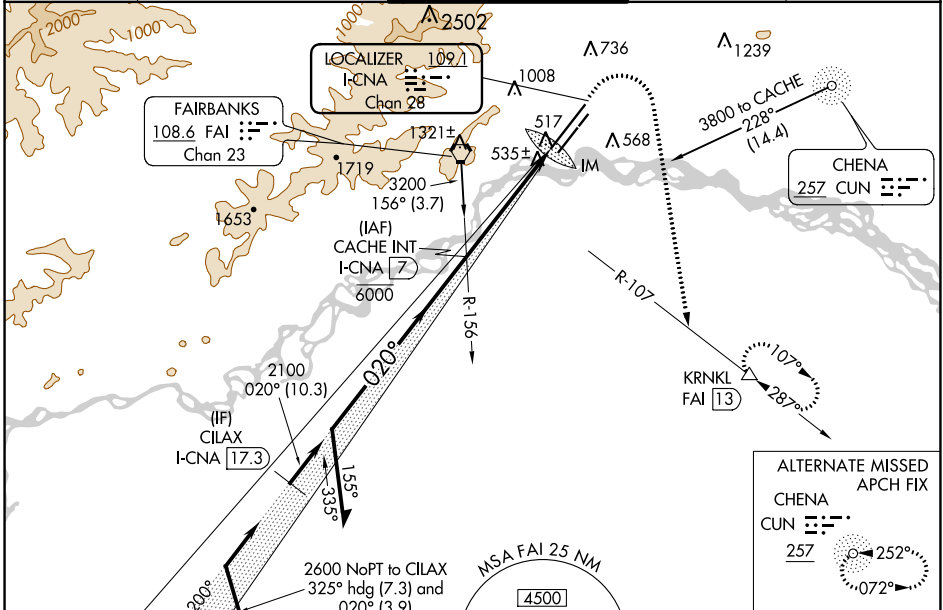 2000
1000
1000
2502
LOCALIZER 109.1
I-CNA
Chan 28
736
1239
1008
FAIRBANKS
108.6 FAI
Chan 23
1321±
1719
1653
517
535±
568
IM
3800 to CACHE
228°
(14.4)
CHENA
257 CUN
3200
156° (3.7)
(IAF)
CACHE INT
I-CNA 7
6000
R-156
R-107
KRNKL
FAI 13
107°
287°
2100
020° (10.3)
020°
(IF)
CILAX
I-CNA 17.3
155°
335°
200°
2600 NoPT to CILAX
325° hdg (7.3) and
020° (3.9)
MSA FAI 25 NM
4500
ALTERNATE MISSED
APCH FIX
CHENA
CUN
257
252°
072°